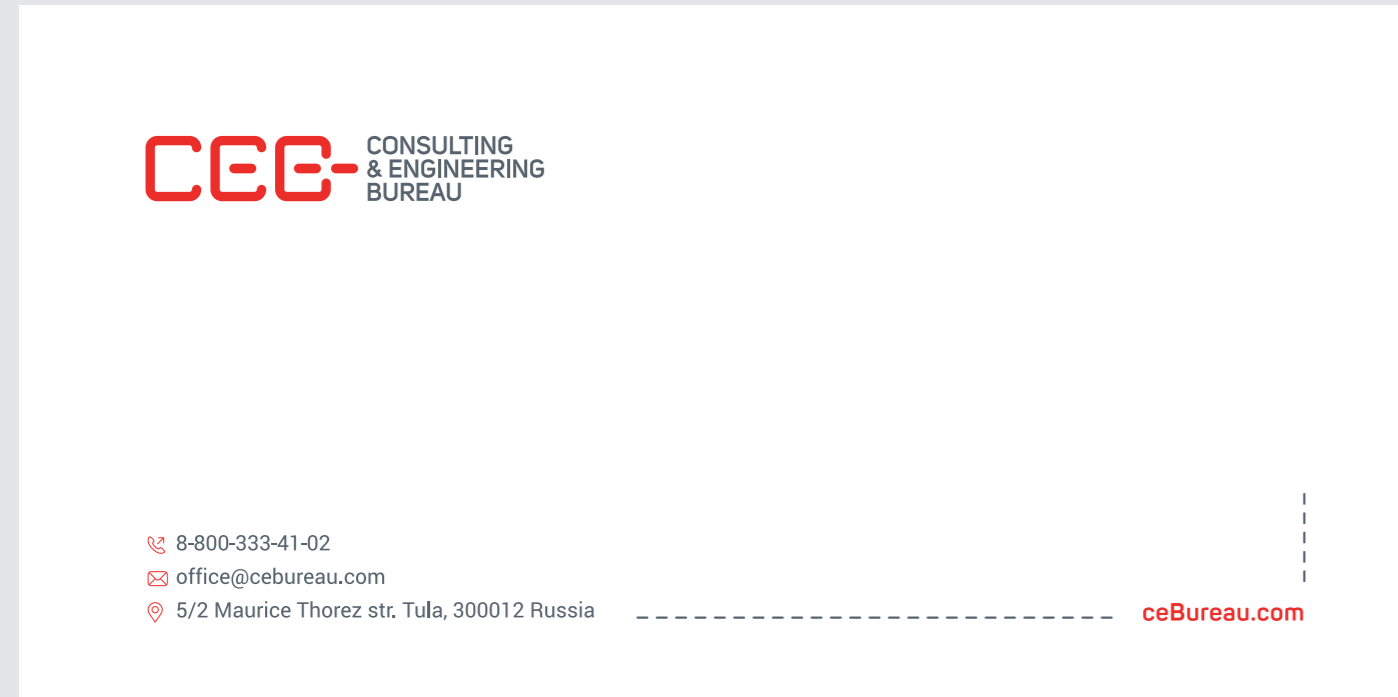 CEB
CONSULTING
& ENGINEERING
BUREAU
8-800-333-41-02
office@cebureau.com
5/2 Maurice Thorez str. Tula, 300012 Russia
ceBureau.com